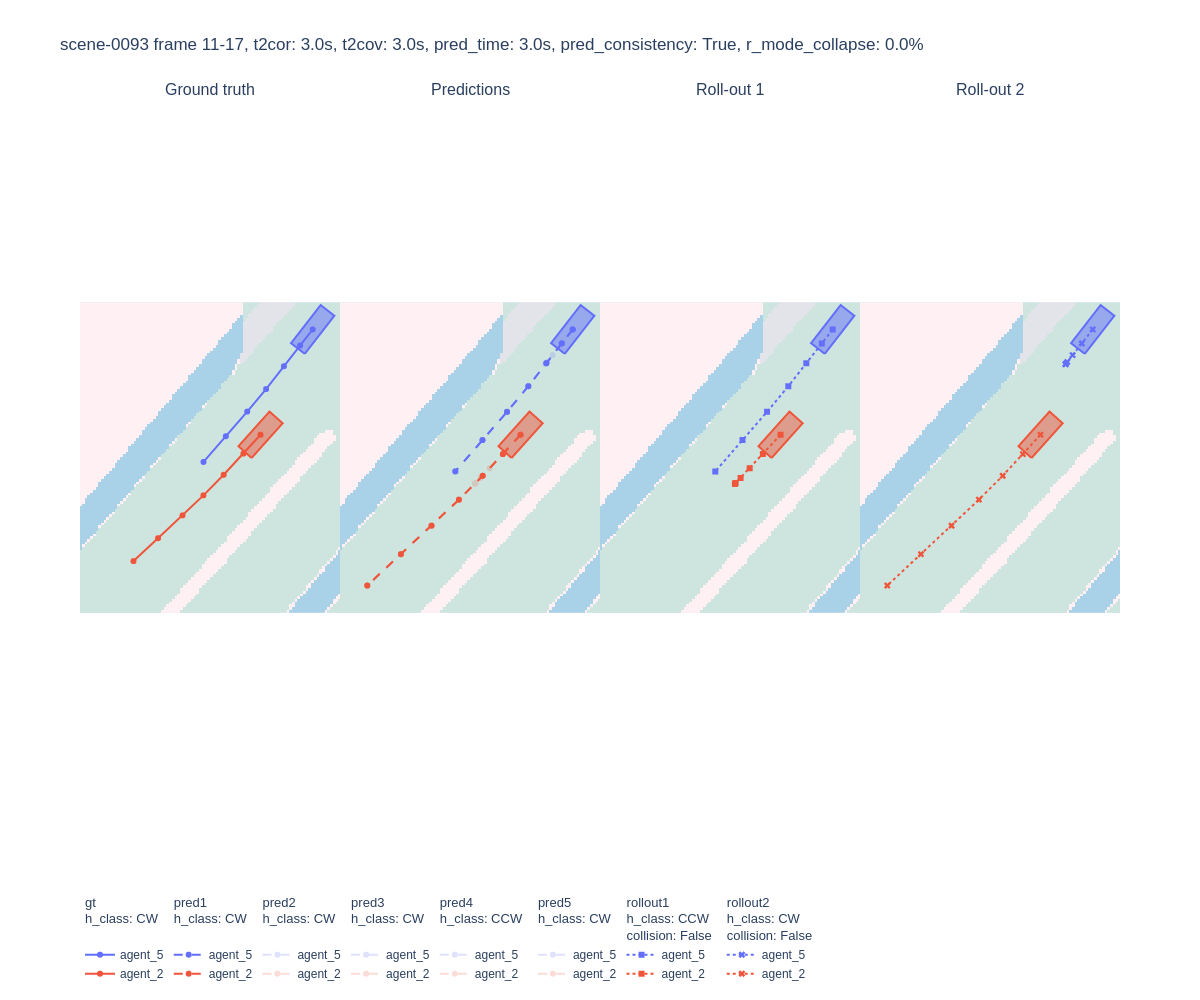 scene-0093 frame 11-17, t2cor: 3.0s, t2cov: 3.0s, pred_time: 3.0s, pred_consistency: True, r_mode_collapse: 0.0%
Ground truth Predictions Roll-out 1 Roll-out 2
gt pred1 pred2 pred3 pred4 pred5 rollout1 rollout2
h_class: CW h_class: CW h_class: CW h_class: CW h_class: CCW h_class: CW h_class: CCW h_class: CW
collision: False collision: False
agent_5 agent_5 agent_5 agent_5 agent_5 agent_5 agent_5 agent_5
agent_2 agent_2 agent_2 agent_2 agent_2 agent_2 agent_2 agent_2